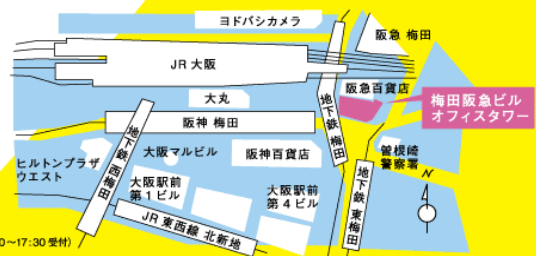 ヨドバシカメラ
阪急 梅田
JR 大阪
大丸
阪急百貨店
梅田阪急ビル
オフィスタワー
地下鉄 梅田
阪神 梅田
地下鉄 西梅田
大阪マルビル
阪神百貨店
曽根崎
警察署
N
ヒルトンプラザ
ウエスト
大阪駅前
第1ビル
大阪駅前
第4ビル
地下鉄 東梅田
JR 東西線 北新地
0〜17:30 受付)